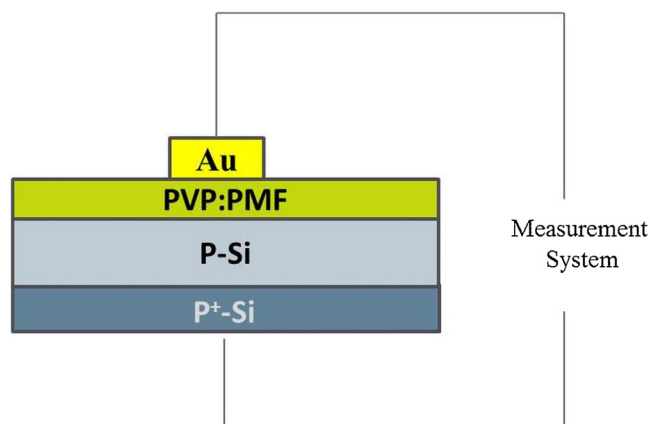 Au
PVP:PMF
P-Si
P⁺-Si
Measurement
System